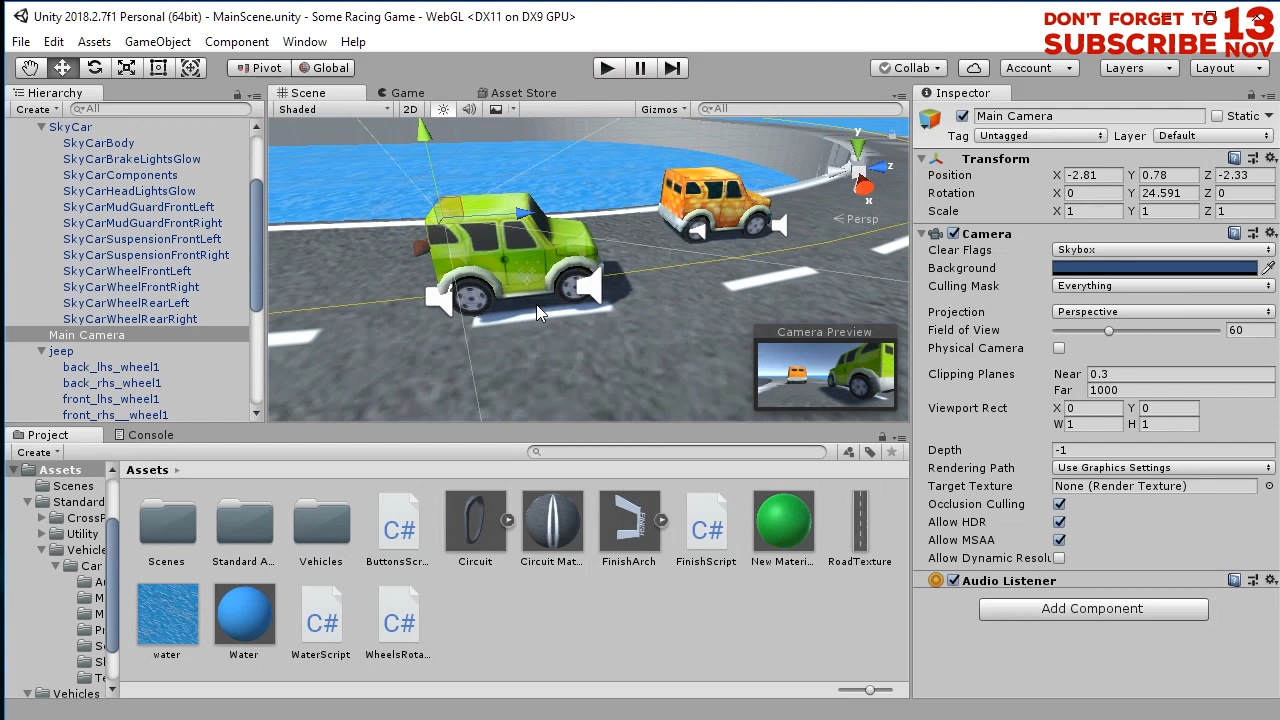 Unity 2018.2.7f1 Personal (64bit) - MainScene.unity - Some Racing Game - WebGL <DX11 on DX9 GPU>
DON'T FORGET TO
SUBSCRIBE
13
NOV
File Edit Assets GameObject Component Window Help
Pivot Global Collab Account Layers Layout
Hierarchy
Create All
SkyCar
SkyCarBody
SkyCarBrakeLightsGlow
SkyCarComponents
SkyCarHeadLightsGlow
SkyCarMudGuardFrontLeft
SkyCarMudGuardFrontRight
SkyCarSuspensionFrontLeft
SkyCarSuspensionFrontRight
SkyCarWheelFrontLeft
SkyCarWheelFrontRight
SkyCarWheelRearLeft
SkyCarWheelRearRight
Main Camera
jeep
back_lhs_wheel1
back_rhs_wheel1
front_lhs_wheel1
front_rhs__wheel1
Scene Game Asset Store
Shaded 2D Gizmos All
y
z
x
Persp
Camera Preview
Inspector
Main Camera Static
Tag Untagged Layer Default
Transform
Position X -2.81 Y 0.78 Z -2.33
Rotation X 0 Y 24.591 Z 0
Scale X 1 Y 1 Z 1
Camera
Clear Flags Skybox
Background
Culling Mask Everything
Projection Perspective
Field of View 60
Physical Camera
Clipping Planes Near 0.3
Far 1000
Viewport Rect X 0 Y 0
W 1 H 1
Depth -1
Rendering Path Use Graphics Settings
Target Texture None (Render Texture)
Occlusion Culling
Allow HDR
Allow MSAA
Allow Dynamic Resolu
Audio Listener
Add Component
Project Console
Create
Assets
Scenes
Standard
CrossP
Utility
Vehicle
Car
Vehicles
Assets
C#
C#
Scenes Standard A... Vehicles ButtonsScr... Circuit Circuit Mat... FinishArch FinishScript New Materi... RoadTexture
C#
C#
water Water WaterScript WheelsRota...